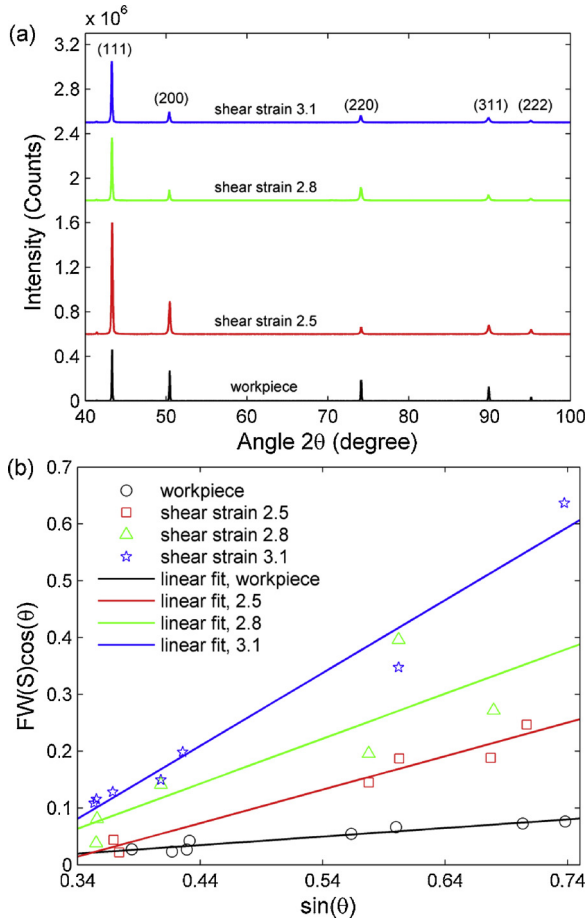 (a)
× 10⁶
3.2
2.8
2.4
2
1.6
1.2
0.8
0.4
0
Intensity (Counts)
(111)
(200)
(220)
(311)
(222)
shear strain 3.1
shear strain 2.8
shear strain 2.5
workpiece
40 50 60 70 80 90 100
Angle 2θ (degree)
(b)
0.7
0.6
0.5
0.4
0.3
0.2
0.1
0
FW(S)cos(θ)
workpiece
shear strain 2.5
shear strain 2.8
shear strain 3.1
linear fit, workpiece
linear fit, 2.5
linear fit, 2.8
linear fit, 3.1
0.34 0.44 0.54 0.64 0.74
sin(θ)